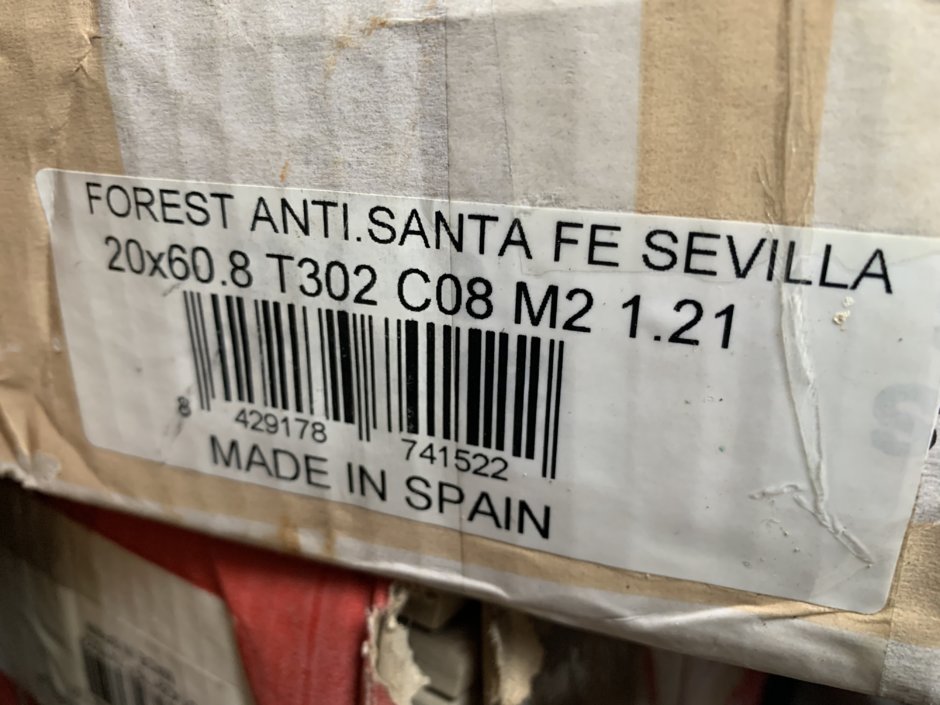 FOREST ANTI.SANTA FE SEVILLA
20x60.8 T302 C08 M2 1.21
8 429178 741522
MADE IN SPAIN